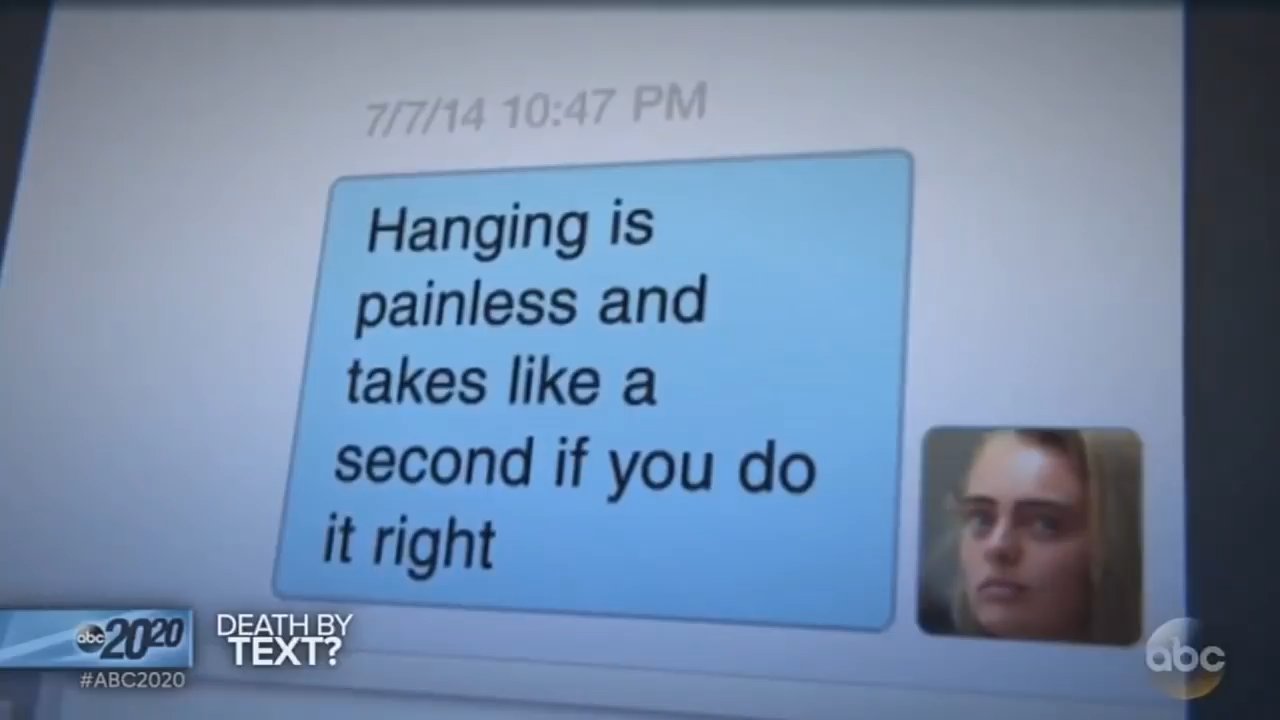 7/7/14 10:47 PM
Hanging is
painless and
takes like a
second if you do
it right
abc 2020
#ABC2020
DEATH BY
TEXT?
abc